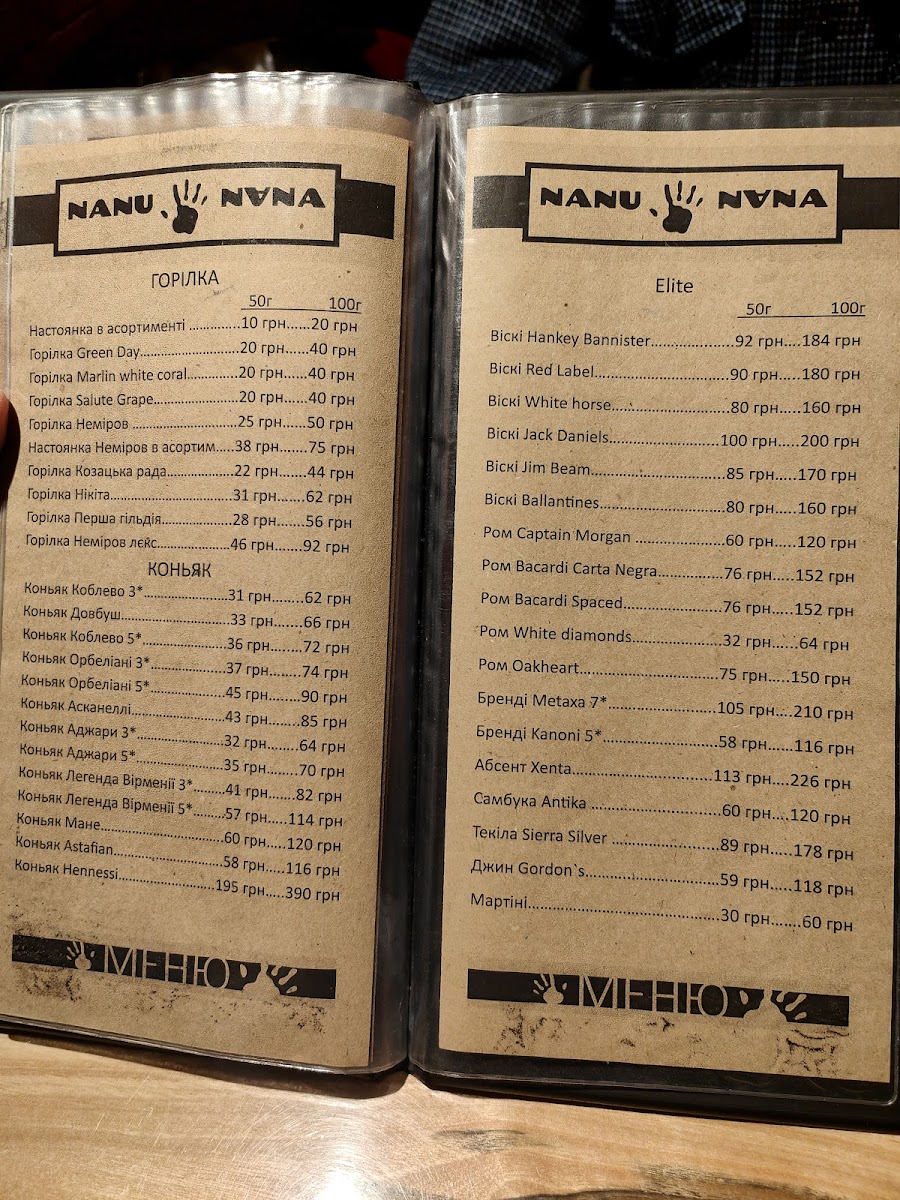 NANU NANA
ГОРІЛКА
50г 100г
Настоянка в асортименті ..............10 грн......20 грн
Горілка Green Day..........................20 грн......40 грн
Горілка Marlin white coral...............20 грн......40 грн
Горілка Salute Grape.......................20 грн......40 грн
Горілка Неміров ............................25 грн......50 грн
Настоянка Неміров в асортим.....38 грн......75 грн
Горілка Козацька рада..................22 грн.......44 грн
Горілка Нікіта.................................31 грн.......62 грн
Горілка Перша гільдія...................28 грн.......56 грн
Горілка Неміров лєкс....................46 грн.......92 грн
КОНЬЯК
Коньяк Коблево 3*........................31 грн........62 грн
Коньяк Довбуш..............................33 грн........66 грн
Коньяк Коблево 5*........................36 грн........72 грн
Коньяк Орбеліані 3*......................37 грн........74 грн
Коньяк Орбеліані 5*......................45 грн........90 грн
Коньяк Асканеллі...........................43 грн........85 грн
Коньяк Аджари 3*.........................32 грн........64 грн
Коньяк Аджари 5*.........................35 грн........70 грн
Коньяк Легенда Вірменії 3*........41 грн........82 грн
Коньяк Легенда Вірменії 5*........57 грн......114 грн
Коньяк Мане..................................60 грн......120 грн
Коньяк Astafian..............................58 грн......116 грн
Коньяк Hennessi...........................195 грн.....390 грн
МЕНЮ
NANU NANA
Elite
50г 100г
Віскі Hankey Bannister....................92 грн....184 грн
Віскі Red Label................................90 грн.....180 грн
Віскі White horse...........................80 грн.....160 грн
Віскі Jack Daniels..........................100 грн.....200 грн
Віскі Jim Beam................................85 грн.....170 грн
Віскі Ballantines..............................80 грн.....160 грн
Ром Captain Morgan ......................60 грн.....120 грн
Ром Bacardi Carta Negra................76 грн.....152 грн
Ром Bacardi Spaced........................76 грн.....152 грн
Ром White diamonds......................32 грн......64 грн
Ром Oakheart..................................75 грн.....150 грн
Бренді Metaxa 7*..........................105 грн.....210 грн
Бренді Kanoni 5*............................58 грн.....116 грн
Абсент Xenta.................................113 грн....226 грн
Самбука Antika ..............................60 грн.....120 грн
Текіла Sierra Silver .........................89 грн.....178 грн
Джин Gordon`s...............................59 грн.....118 грн
Мартіні............................................30 грн.......60 грн
МЕНЮ